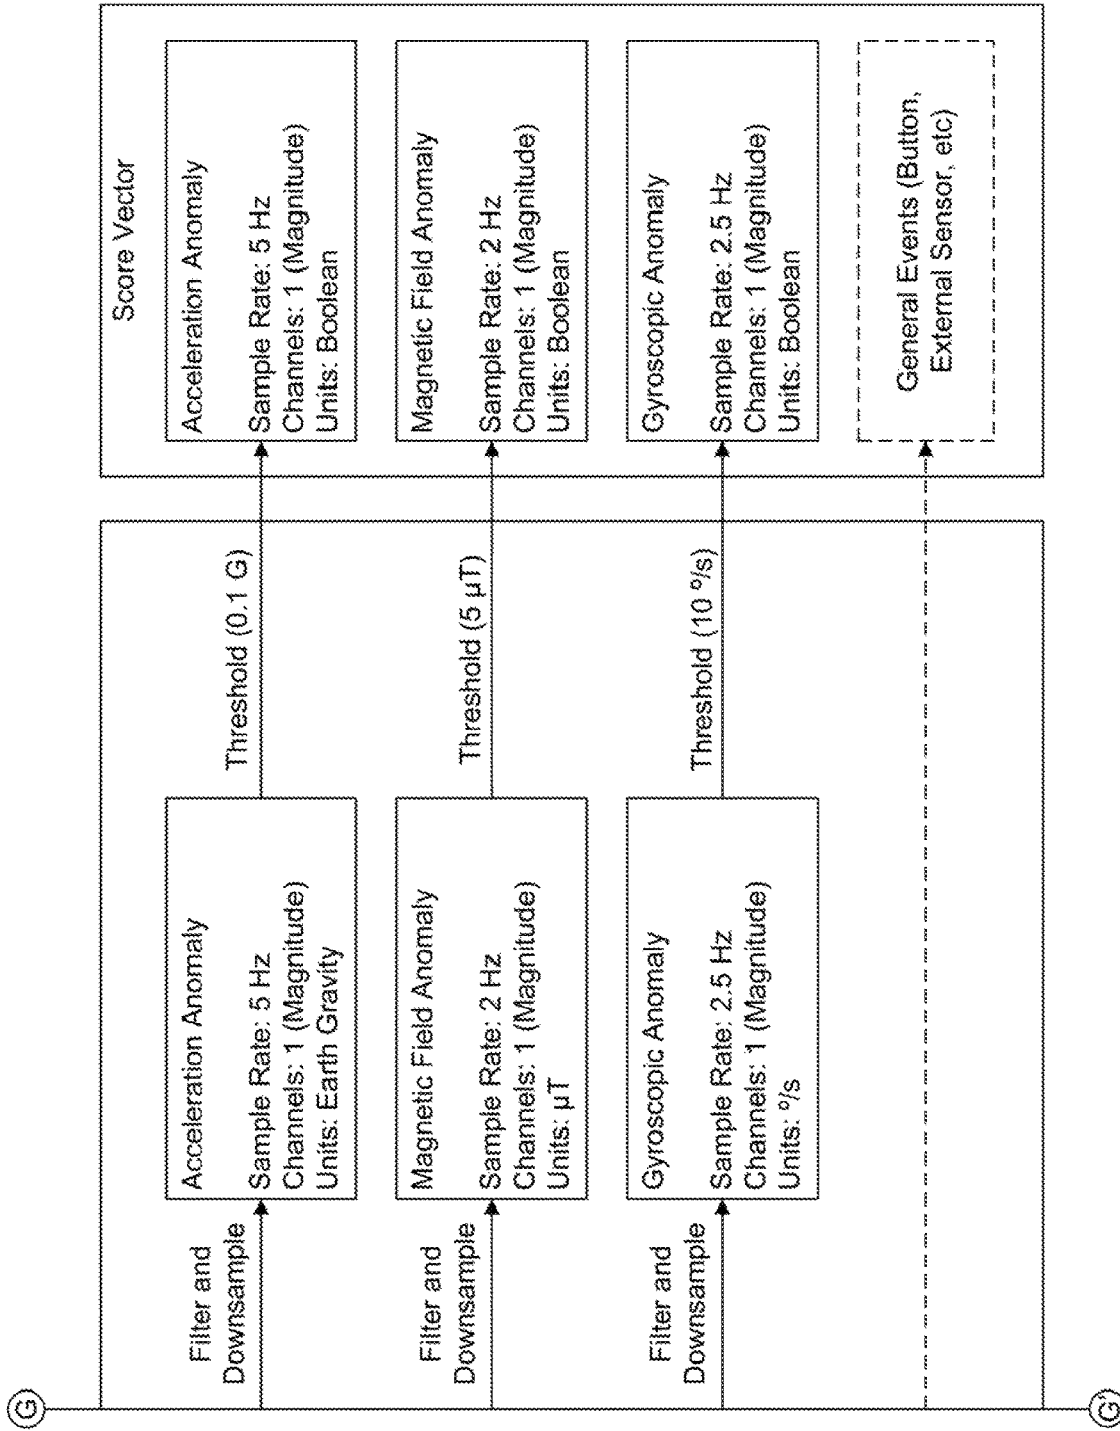 G
Filter and
Downsample
Acceleration Anomaly
Sample Rate: 5 Hz
Channels: 1 (Magnitude)
Units: Earth Gravity
Threshold (0.1 G)
Score Vector
Acceleration Anomaly
Sample Rate: 5 Hz
Channels: 1 (Magnitude)
Units: Boolean
Filter and
Downsample
Magnetic Field Anomaly
Sample Rate: 2 Hz
Channels: 1 (Magnitude)
Units: µT
Threshold (5 µT)
Magnetic Field Anomaly
Sample Rate: 2 Hz
Channels: 1 (Magnitude)
Units: Boolean
Filter and
Downsample
Gyroscopic Anomaly
Sample Rate: 2.5 Hz
Channels: 1 (Magnitude)
Units: º/s
Threshold (10 º/s)
Gyroscopic Anomaly
Sample Rate: 2.5 Hz
Channels: 1 (Magnitude)
Units: Boolean
General Events (Button,
External Sensor, etc)
G'